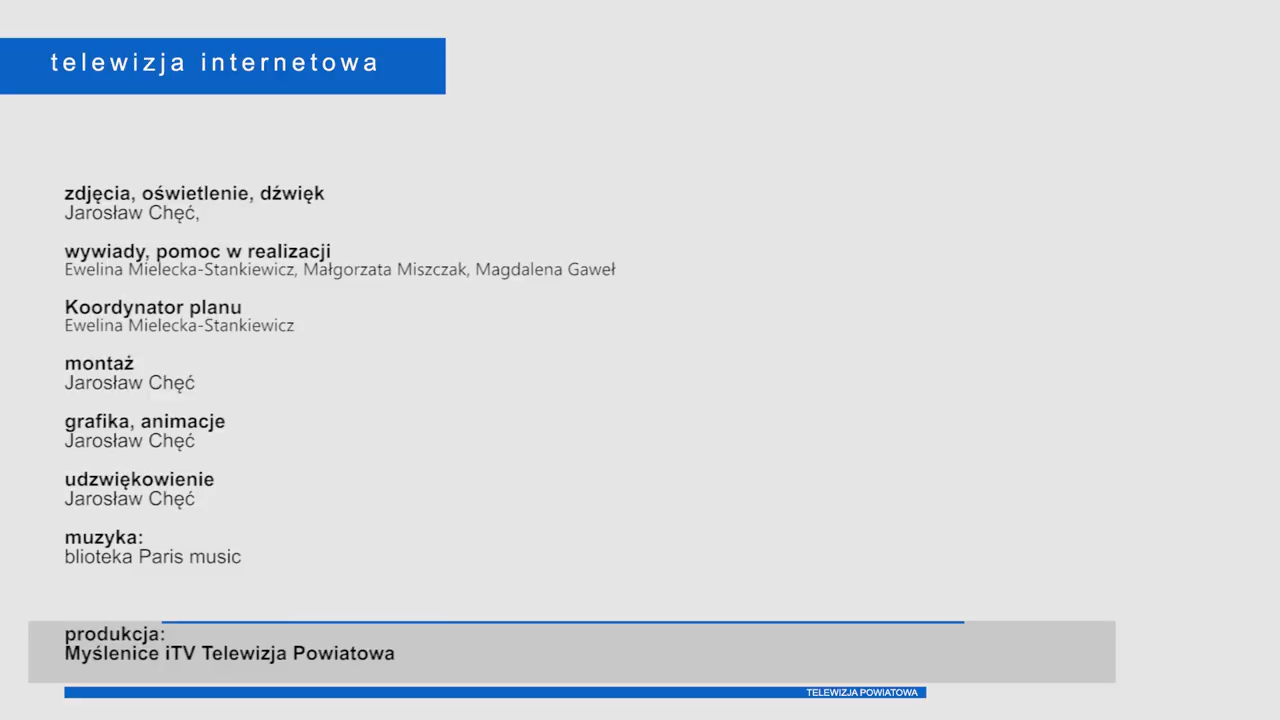 telewizja internetowa
zdjęcia, oświetlenie, dźwięk
Jarosław Chęć,
wywiady, pomoc w realizacji
Ewelina Mielecka-Stankiewicz, Małgorzata Miszczak, Magdalena Gaweł
Koordynator planu
Ewelina Mielecka-Stankiewicz
montaż
Jarosław Chęć
grafika, animacje
Jarosław Chęć
udzwiękowienie
Jarosław Chęć
muzyka:
blioteka Paris music
produkcja:
Myślenice iTV Telewizja Powiatowa
TELEWIZJA POWIATOWA